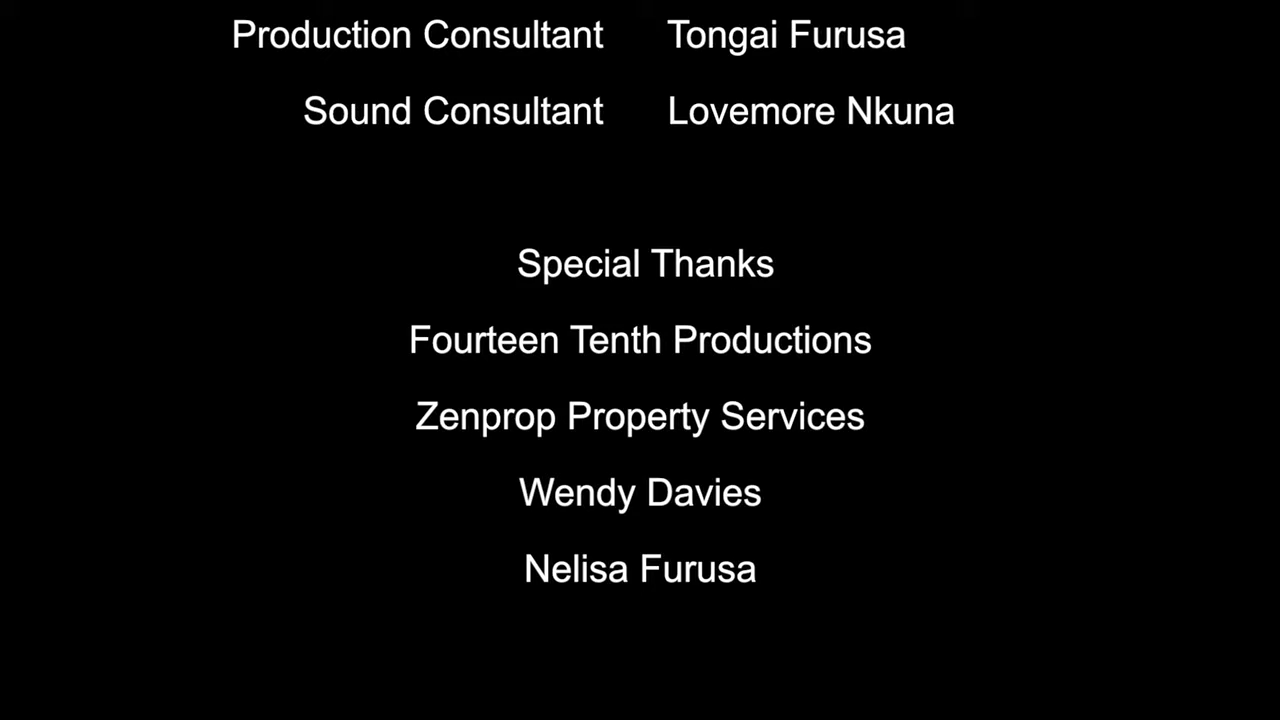 Production Consultant Tongai Furusa
Sound Consultant Lovemore Nkuna
Special Thanks
Fourteen Tenth Productions
Zenprop Property Services
Wendy Davies
Nelisa Furusa